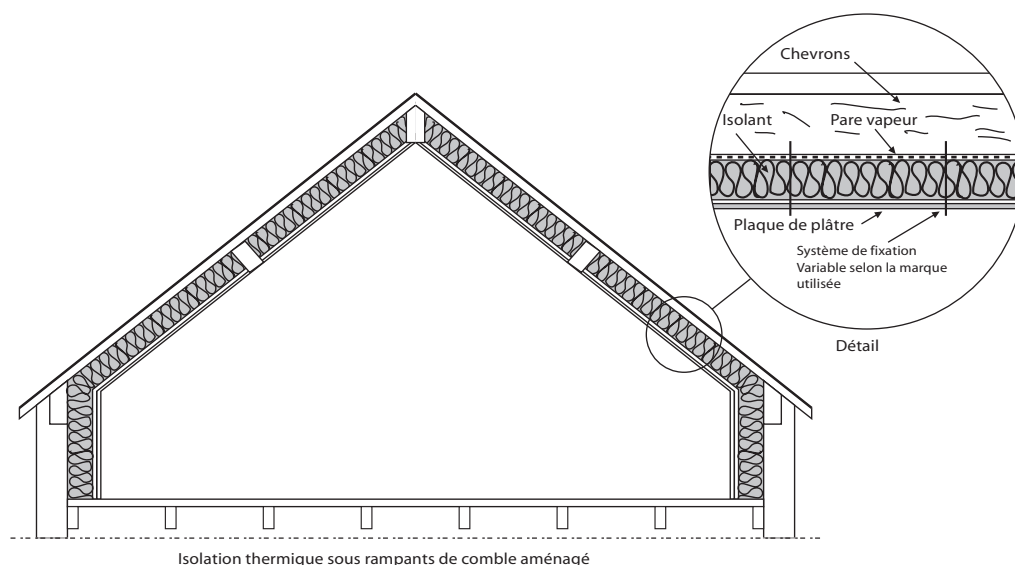 Chevrons
Isolant
Pare vapeur
Plaque de plâtre
Système de fixation
Variable selon la marque
utilisée
Détail
Isolation thermique sous rampants de comble aménagé